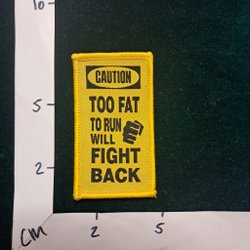 10
CAUTION
TOO FAT
5
TO RUN
WILL
FIGHT
2
BACK
CM
2
5